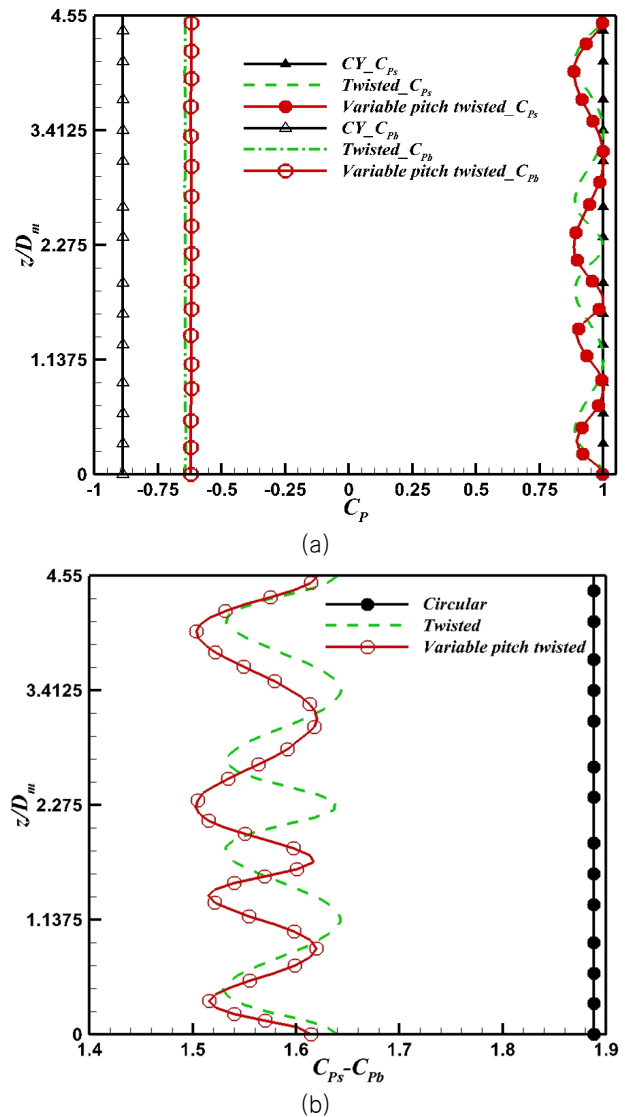 4.55
CY_C_Ps
Twisted_C_Ps
Variable pitch twisted_C_Ps
3.4125
CY_C_Pb
Twisted_C_Pb
Variable pitch twisted_C_Pb
z/D_m
2.275
1.1375
0
-1 -0.75 -0.5 -0.25 0 0.25 0.5 0.75 1
C_P
(a)
4.55
Circular
Twisted
Variable pitch twisted
3.4125
z/D_m
2.275
1.1375
0
1.4 1.5 1.6 1.7 1.8 1.9
C_Ps-C_Pb
(b)